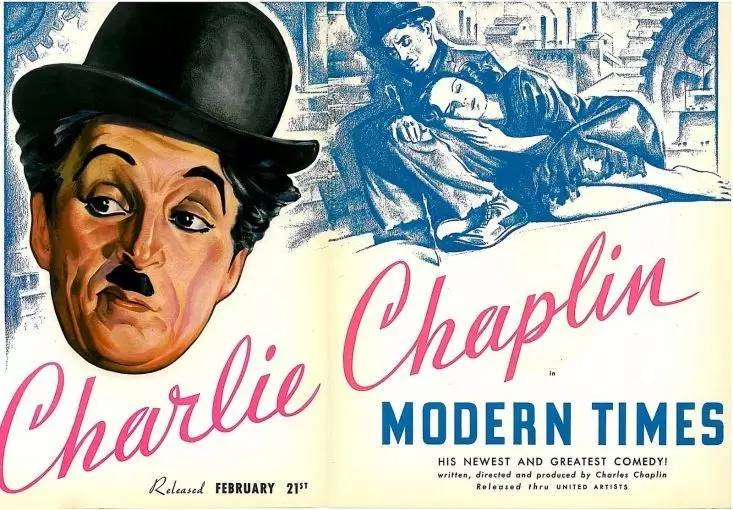 Charlie Chaplin
in
MODERN TIMES
HIS NEWEST AND GREATEST COMEDY!
written, directed and produced by Charles Chaplin
Released thru UNITED ARTISTS
Released FEBRUARY 21ST